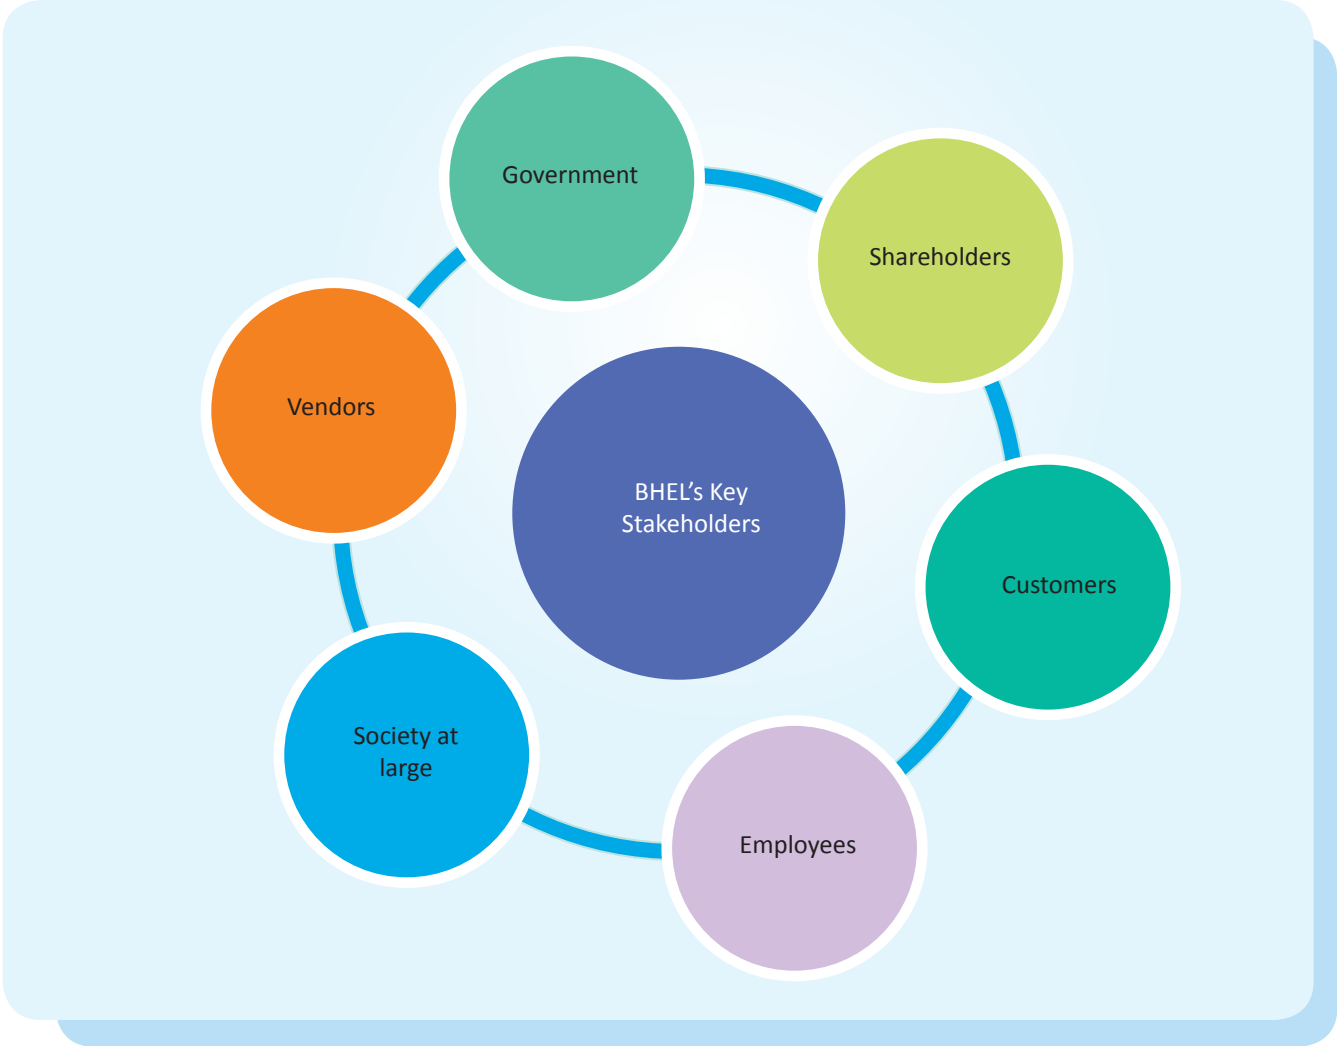 Government
Shareholders
Vendors
BHEL’s Key
Stakeholders
Customers
Society at
large
Employees